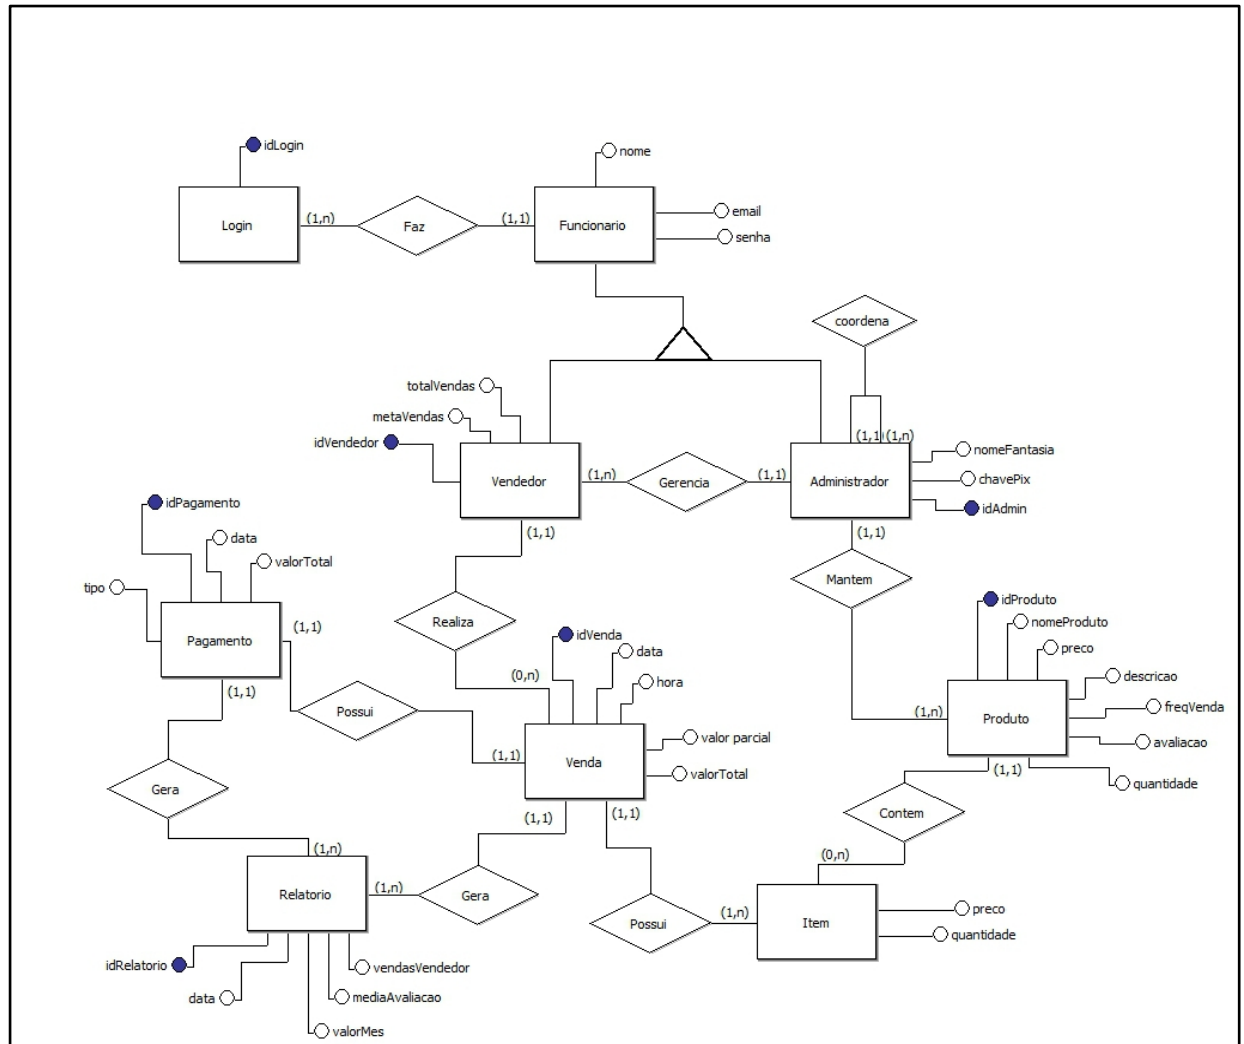 idLogin
nome
Login
(1,n)
Faz
(1,1)
Funcionario
email
senha
coordena
totalVendas
metaVendas
idVendedor
(1,1)
(1,n)
nomeFantasia
Vendedor
(1,n)
Gerencia
(1,1)
Administrador
chavePix
idAdmin
idPagamento
data
valorTotal
tipo
(1,1)
(1,1)
Mantem
Pagamento
(1,1)
Realiza
idVenda
data
hora
idProduto
nomeProduto
preco
descricao
freqVenda
avaliacao
quantidade
(0,n)
(1,1)
Possui
(1,1)
Venda
valor parcial
valorTotal
(1,n)
Produto
(1,1)
Gera
(1,1)
(1,1)
Contem
(0,n)
(1,n)
Relatorio
(1,n)
Gera
Possui
(1,n)
Item
preco
quantidade
idRelatorio
data
vendasVendedor
mediaAvaliacao
valorMes